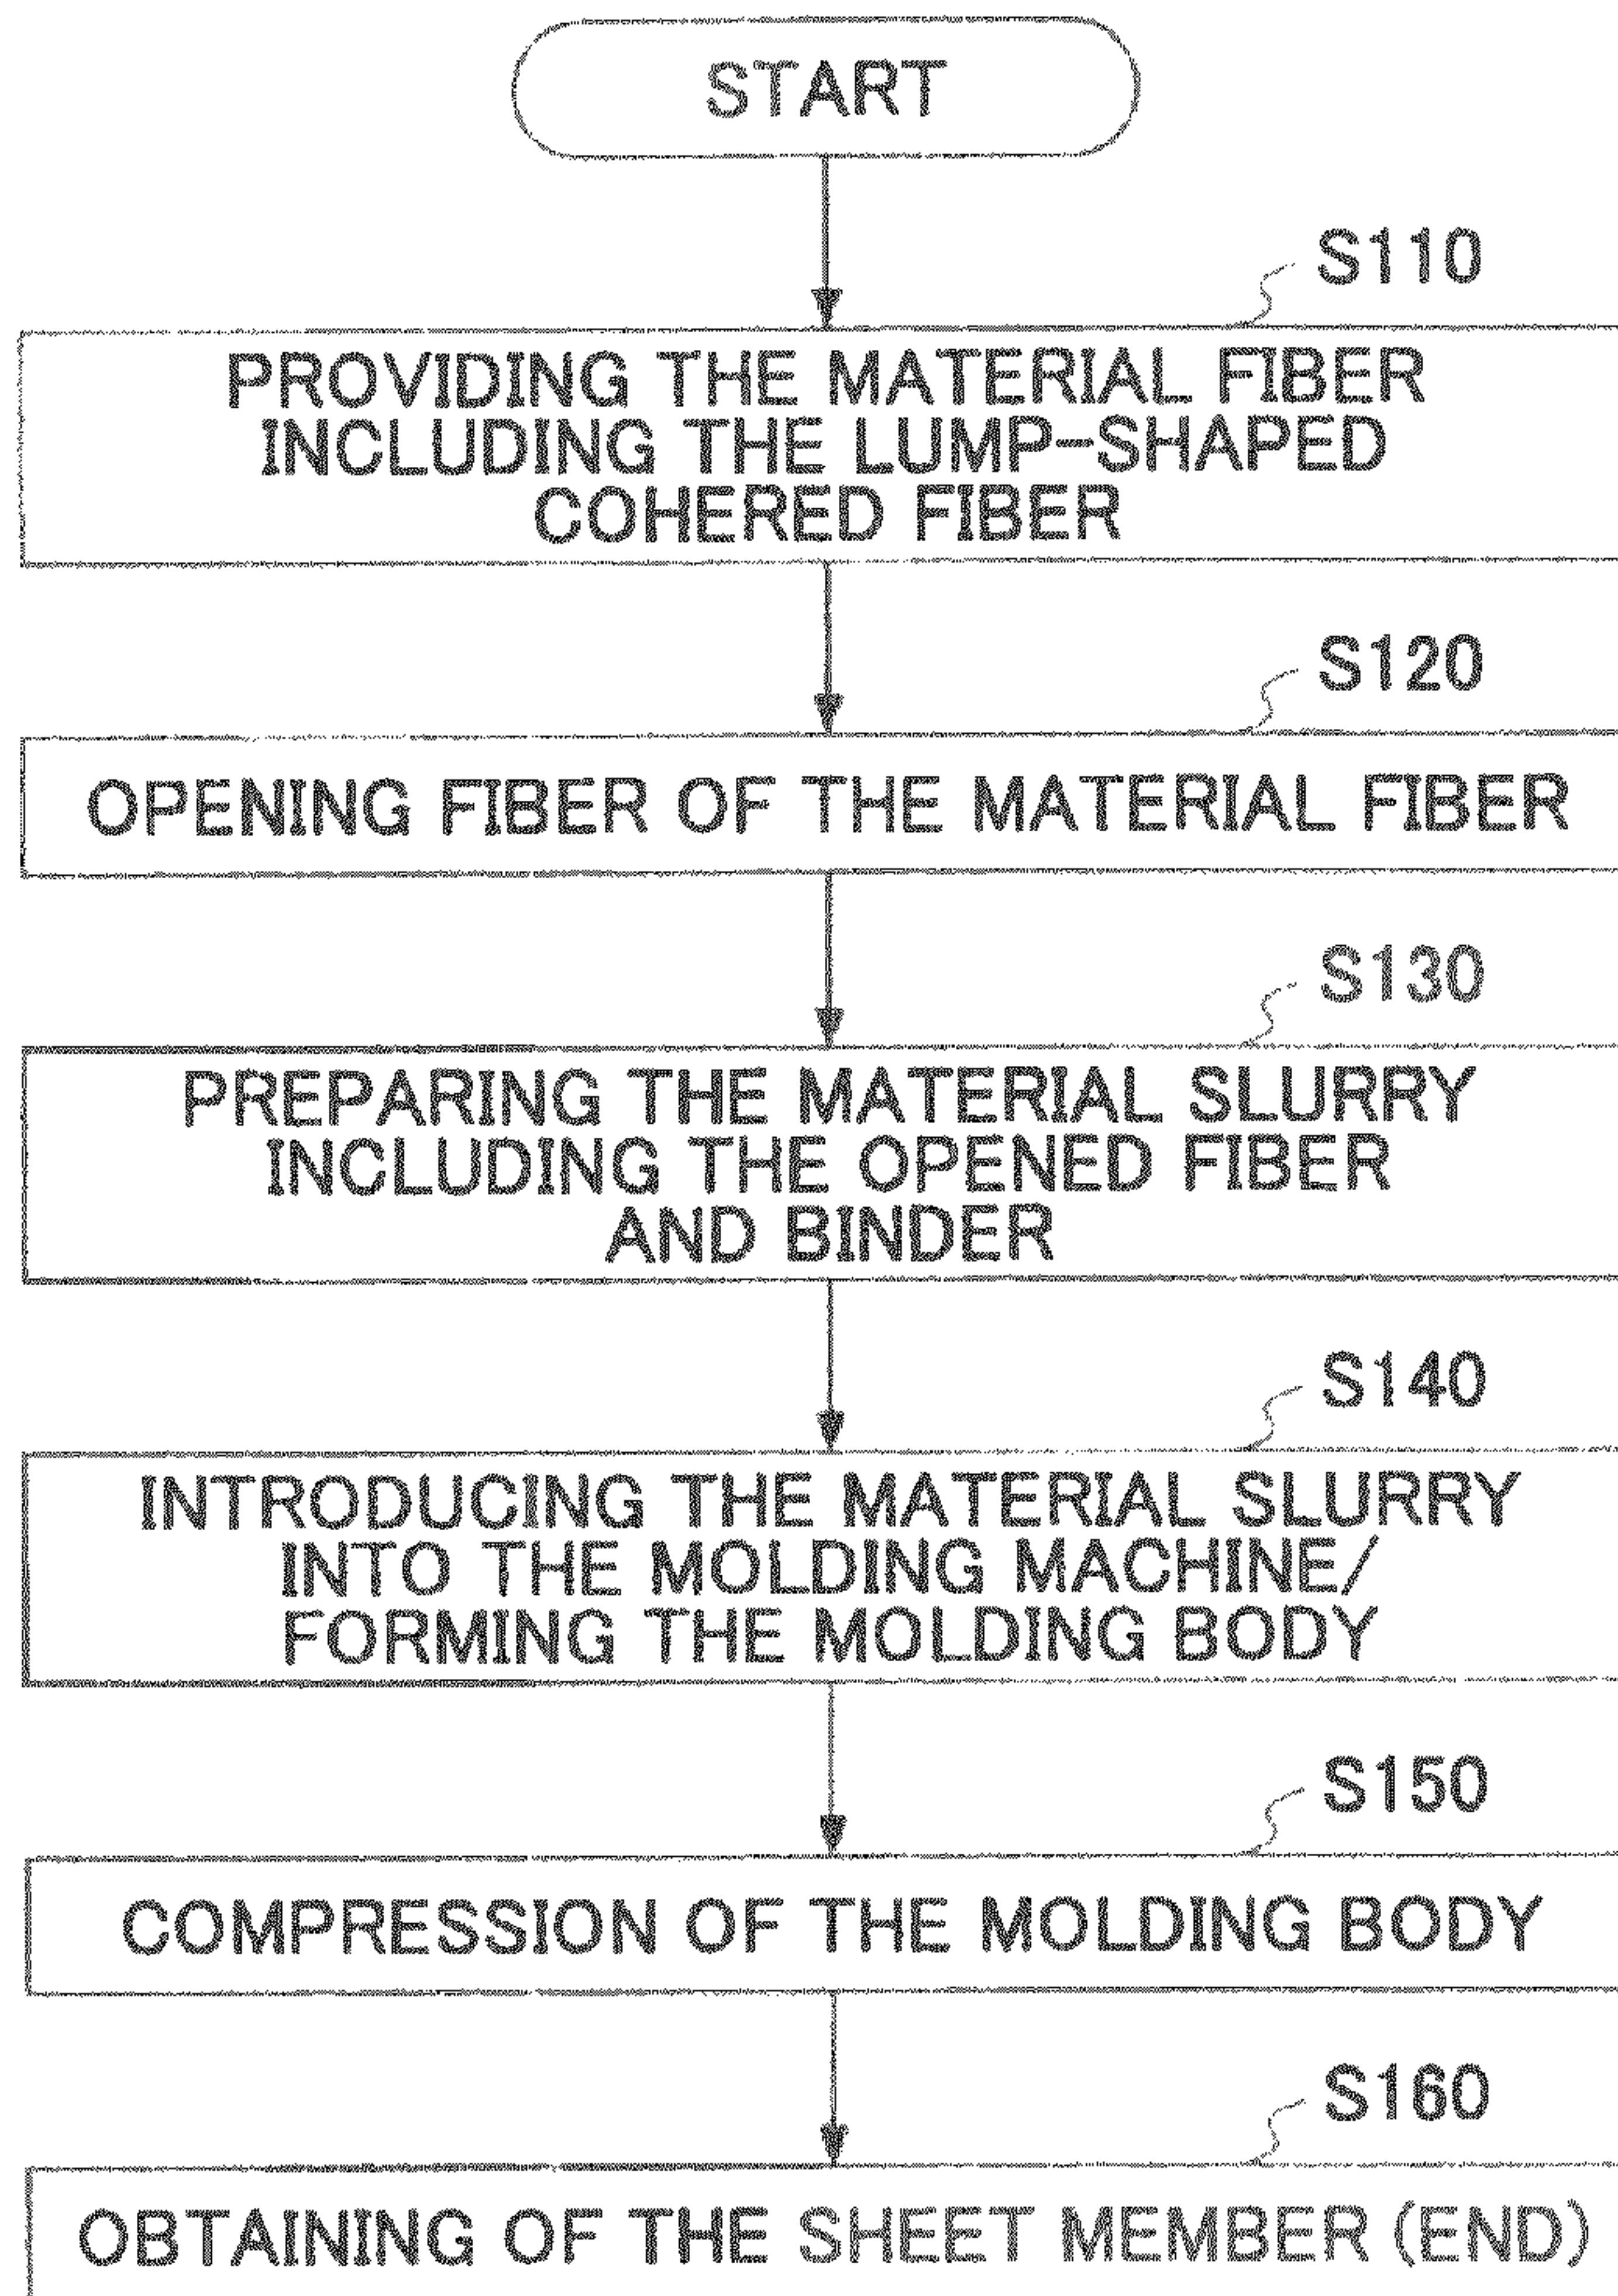 START
S110
PROVIDING THE MATERIAL FIBER
INCLUDING THE LUMP-SHAPED
COHERED FIBER
S120
OPENING FIBER OF THE MATERIAL FIBER
S130
PREPARING THE MATERIAL SLURRY
INCLUDING THE OPENED FIBER
AND BINDER
S140
INTRODUCING THE MATERIAL SLURRY
INTO THE MOLDING MACHINE/
FORMING THE MOLDING BODY
S150
COMPRESSION OF THE MOLDING BODY
S160
OBTAINING OF THE SHEET MEMBER (END)